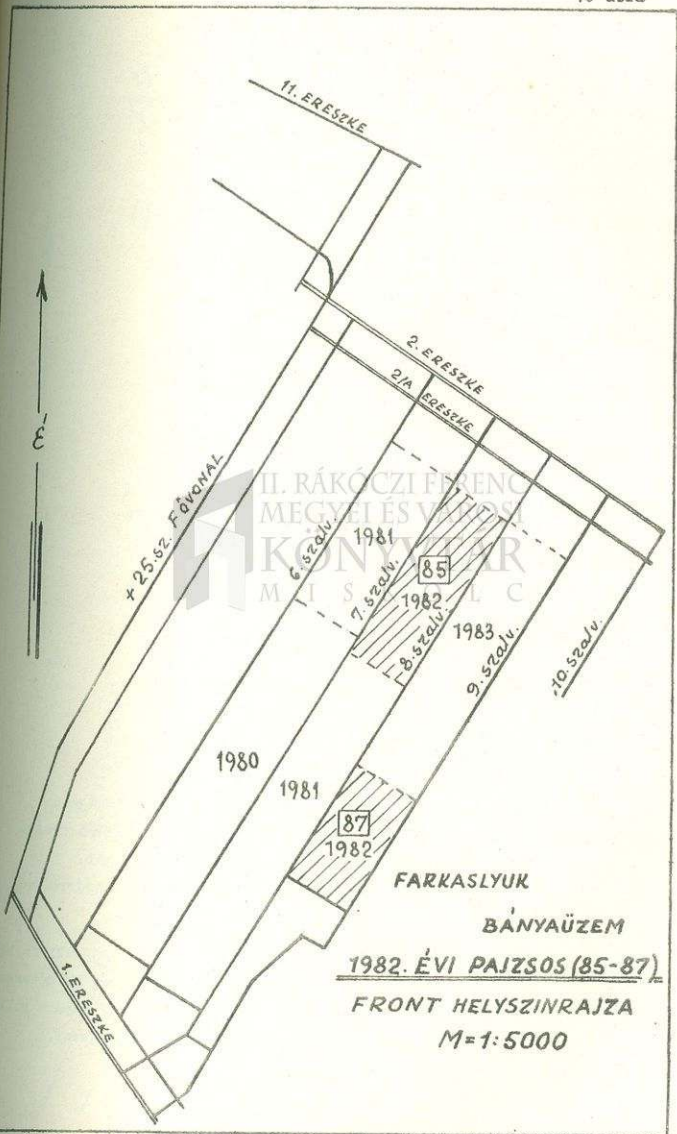 11. ERESZKE
2. ERESZKE
2/A ERESZKE
É
+25.SZ. FŐVONAL
II. RÁKÓCZI FERENC
MEGYEI ÉS VÁROSI
KÖNYVTÁR
MISKOLC
6. szalv.
1981
7. szalv.
85
1982
8. szalv.
1983
9. szalv.
10. szalv.
1980
1981
87
1982
1. ERESZKE
FARKASLYUK
BÁNYAÜZEM
1982. ÉVI PAJZSOS (85-87)
FRONT HELYSZINRAJZA
M=1:5000